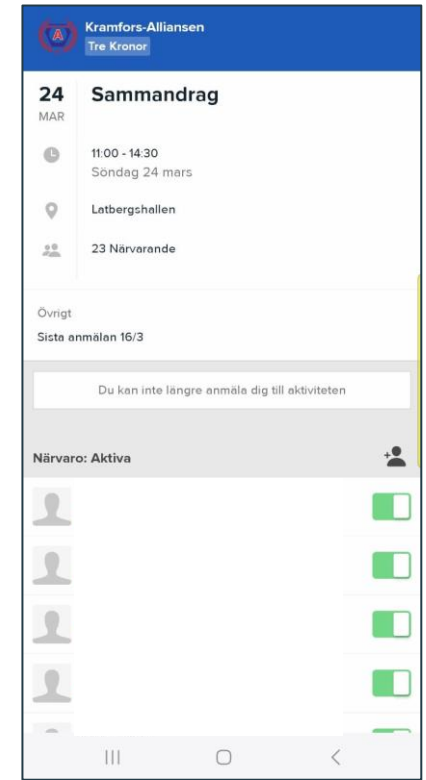 A
Kramfors-Alliansen
Tre Kronor
24
MAR
Sammandrag
11:00 - 14:30
Söndag 24 mars
Latbergshallen
23 Närvarande
Övrigt
Sista anmälan 16/3
Du kan inte längre anmäla dig till aktiviteten
Närvaro: Aktiva